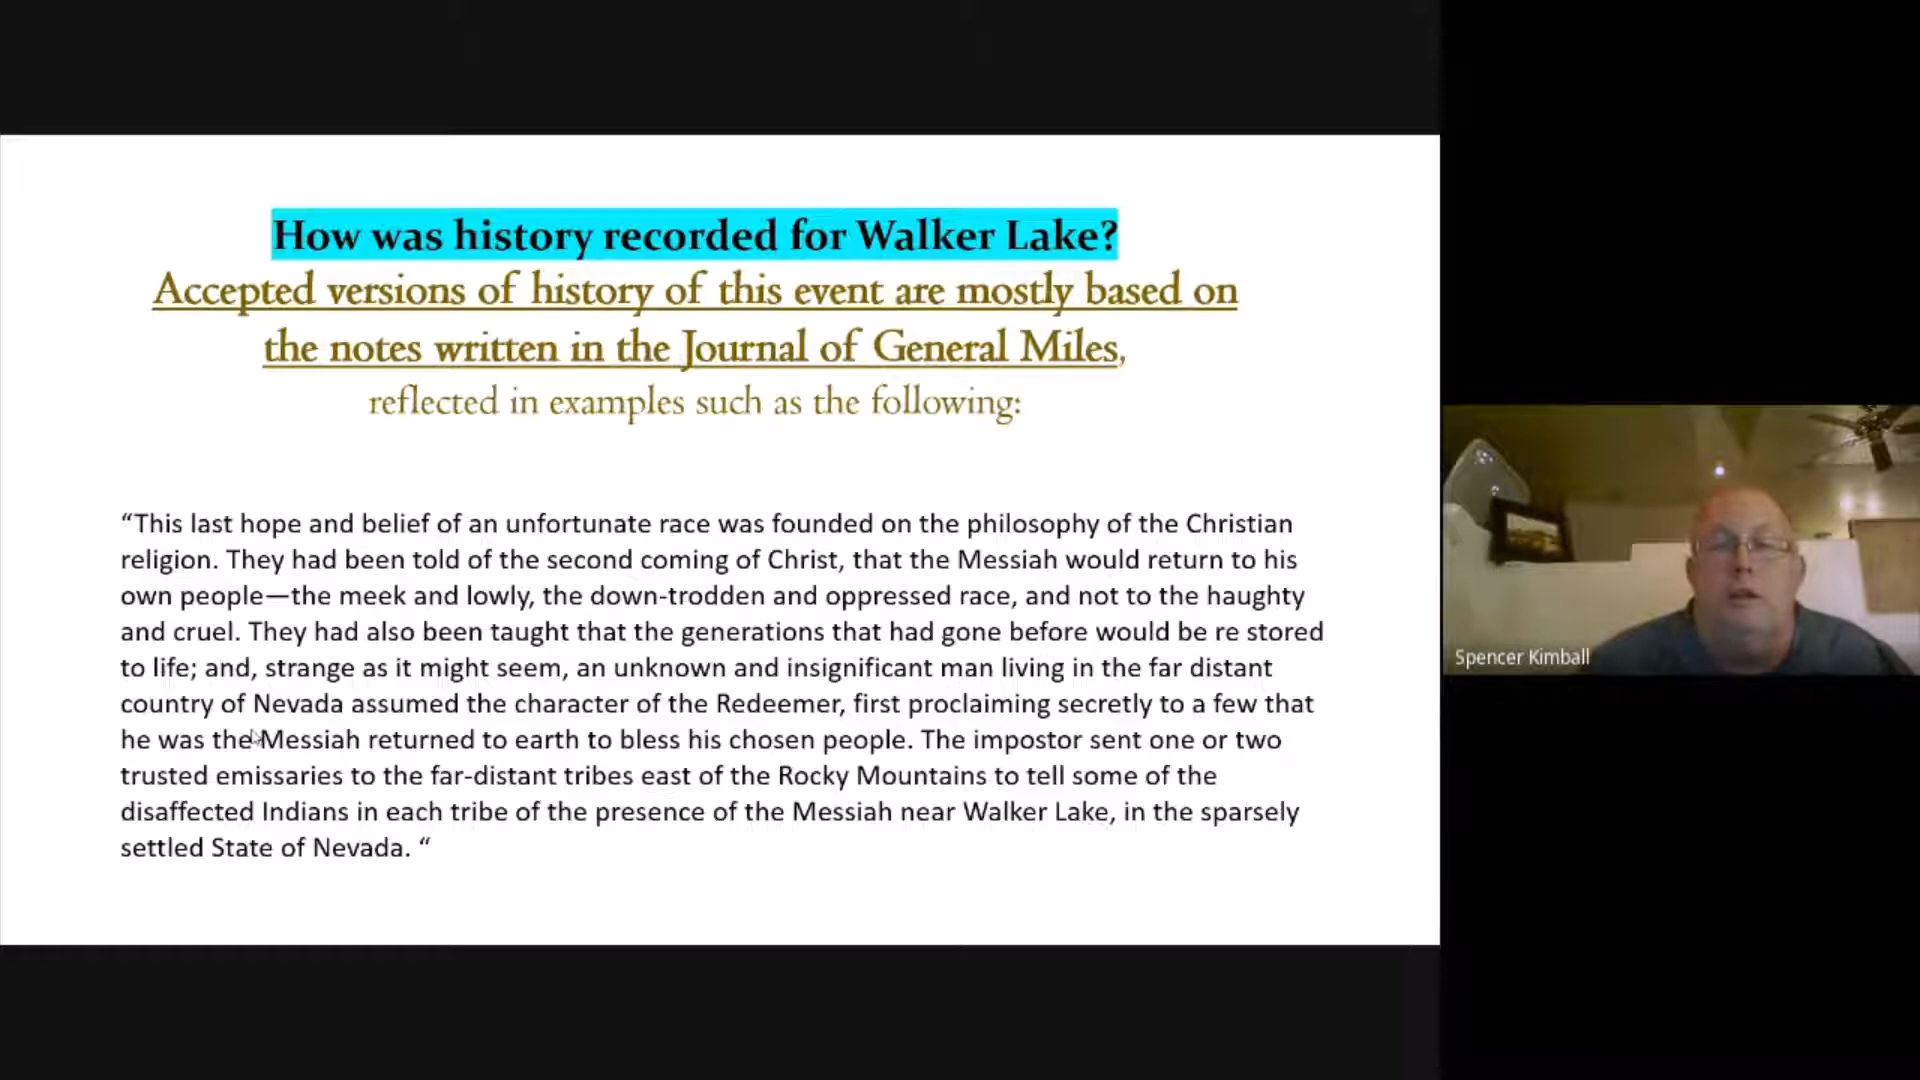 How was history recorded for Walker Lake?
Accepted versions of history of this event are mostly based on
the notes written in the Journal of General Miles,
reflected in examples such as the following:
“This last hope and belief of an unfortunate race was founded on the philosophy of the Christian
religion. They had been told of the second coming of Christ, that the Messiah would return to his
own people—the meek and lowly, the down-trodden and oppressed race, and not to the haughty
and cruel. They had also been taught that the generations that had gone before would be re stored
to life; and, strange as it might seem, an unknown and insignificant man living in the far distant
country of Nevada assumed the character of the Redeemer, first proclaiming secretly to a few that
he was the Messiah returned to earth to bless his chosen people. The impostor sent one or two
trusted emissaries to the far-distant tribes east of the Rocky Mountains to tell some of the
disaffected Indians in each tribe of the presence of the Messiah near Walker Lake, in the sparsely
settled State of Nevada. “
Spencer Kimball